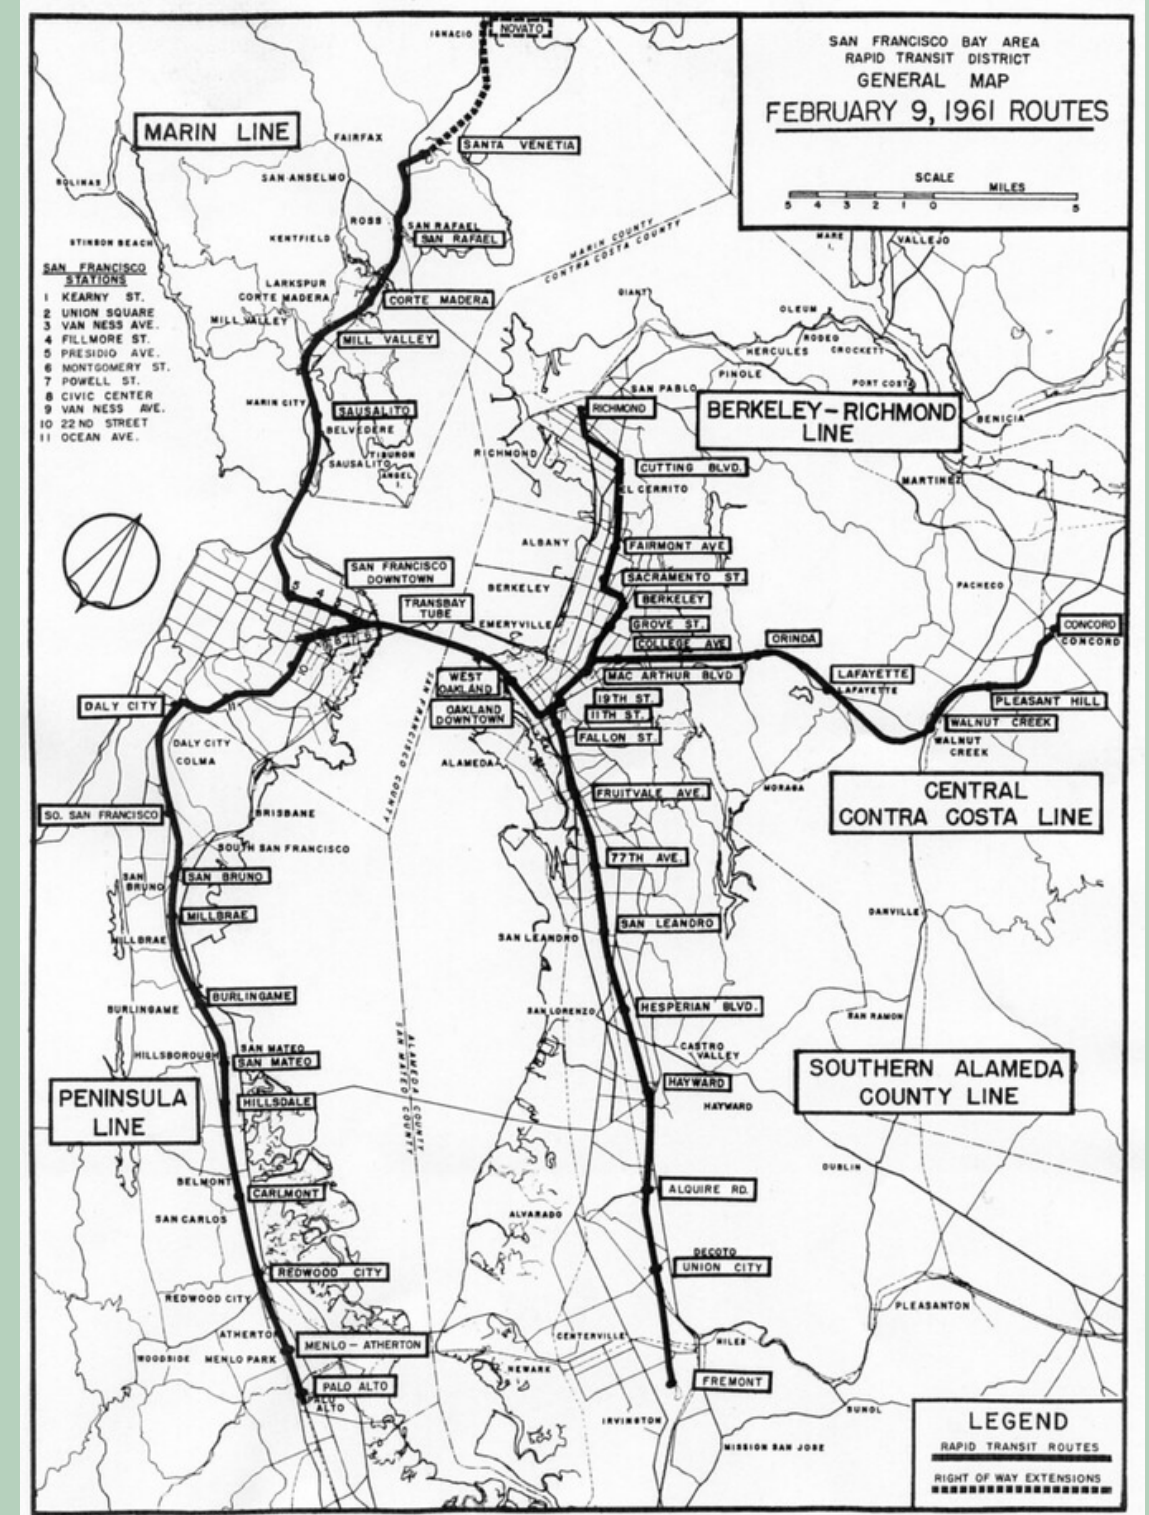 SAN FRANCISCO BAY AREA
RAPID TRANSIT DISTRICT
GENERAL MAP
FEBRUARY 9, 1961 ROUTES
SCALE
MILES
5 4 3 2 1 0 5
IGNACIO
NOVATO
MARIN LINE
FAIRFAX
SANTA VENETIA
SAN ANSELMO
BOLINAS
ROSS
SAN RAFAEL
SAN RAFAEL
KENTFIELD
STINSON BEACH
MARIN COUNTY
CONTRA COSTA COUNTY
MARE
I.
VALLEJO
SAN FRANCISCO
STATIONS
1 KEARNY ST.
2 UNION SQUARE
3 VAN NESS AVE.
4 FILLMORE ST.
5 PRESIDIO AVE.
6 MONTGOMERY ST.
7 POWELL ST.
8 CIVIC CENTER
9 VAN NESS AVE.
10 22 ND STREET
11 OCEAN AVE.
LARKSPUR
CORTE MADERA
CORTE MADERA
MILL VALLEY
MILL VALLEY
GIANT
OLEUM
RODEO
HERCULES
CROCKETT
PINOLE
PORT COSTA
SAN PABLO
MARIN CITY
SAUSALITO
BELVEDERE
TIBURON
SAUSALITO
ANGEL
I.
RICHMOND
BERKELEY-RICHMOND
LINE
BENICIA
RICHMOND
CUTTING BLVD.
EL CERRITO
MARTINEZ
ALBANY
FAIRMONT AVE.
SACRAMENTO ST.
BERKELEY
BERKELEY
PACHECO
SAN FRANCISCO
DOWNTOWN
TRANSBAY
TUBE
EMERYVILLE
GROVE ST.
COLLEGE AVE
ORINDA
CONCORD
CONCORD
5
4
10
11
WEST
OAKLAND
OAKLAND
DOWNTOWN
MAC ARTHUR BLVD
19TH ST.
11TH ST.
FALLON ST.
LAFAYETTE
LAFAYETTE
PLEASANT HILL
WALNUT CREEK
WALNUT
CREEK
DALY CITY
DALY CITY
COLMA
SAN FRANCISCO COUNTY
ALAMEDA
FRUITVALE AVE.
MORAGA
CENTRAL
CONTRA COSTA LINE
SO. SAN FRANCISCO
BRISBANE
SOUTH SAN FRANCISCO
SAN
BRUNO
SAN BRUNO
77TH AVE.
MILLBRAE
MILLBRAE
SAN LEANDRO
SAN LEANDRO
DANVILLE
BURLINGAME
BURLINGAME
SAN LORENZO
HESPERIAN BLVD.
SAN RAMON
HILLSBOROUGH
SAN MATEO
SAN MATEO
ALAMEDA COUNTY
SAN MATEO COUNTY
CASTRO
VALLEY
SOUTHERN ALAMEDA
COUNTY LINE
PENINSULA
LINE
HILLSDALE
HAYWARD
HAYWARD
DUBLIN
BELMONT
CARLMONT
ALQUIRE RD.
SAN CARLOS
ALVARADO
DECOTO
UNION CITY
REDWOOD CITY
REDWOOD CITY
PLEASANTON
ATHERTON
MENLO - ATHERTON
CENTERVILLE
NILES
WOODSIDE
MENLO PARK
NEWARK
PALO ALTO
PALO
ALTO
FREMONT
SUNOL
IRVINGTON
MISSION SAN JOSE
LEGEND
RAPID TRANSIT ROUTES
RIGHT OF WAY EXTENSIONS